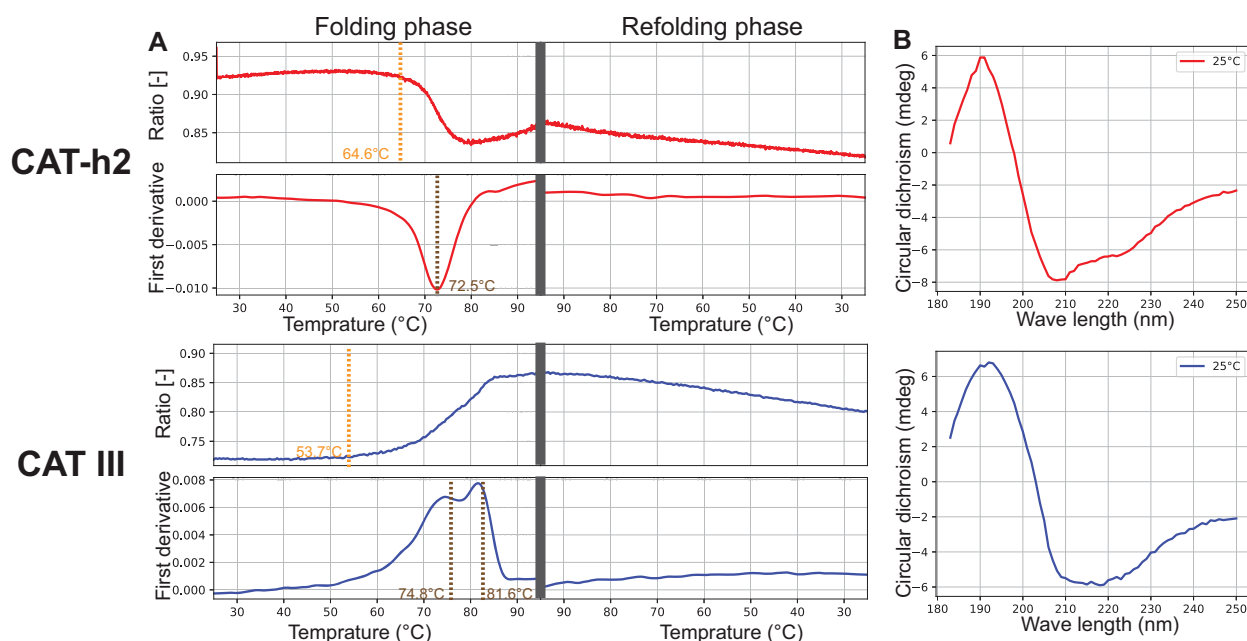 A
Folding phase
Refolding phase
B
CAT-h2
Ratio [-]
0.95
0.90
0.85
64.6°C
First derivative
0.000
−0.005
−0.010
72.5°C
30 40 50 60 70 80 90 90 80 70 60 50 40 30
Temprature (°C)
Temprature (°C)
Circular dichroism (mdeg)
6
4
2
0
−2
−4
−6
−8
25°C
180 190 200 210 220 230 240 250
Wave length (nm)
CAT III
Ratio [-]
0.90
0.85
0.80
0.75
53.7°C
First derivative
0.008
0.006
0.004
0.002
0.000
74.8°C
81.6°C
30 40 50 60 70 80 90 90 80 70 60 50 40 30
Temprature (°C)
Temprature (°C)
Circular dichroism (mdeg)
6
4
2
0
−2
−4
−6
25°C
180 190 200 210 220 230 240 250
Wave length (nm)